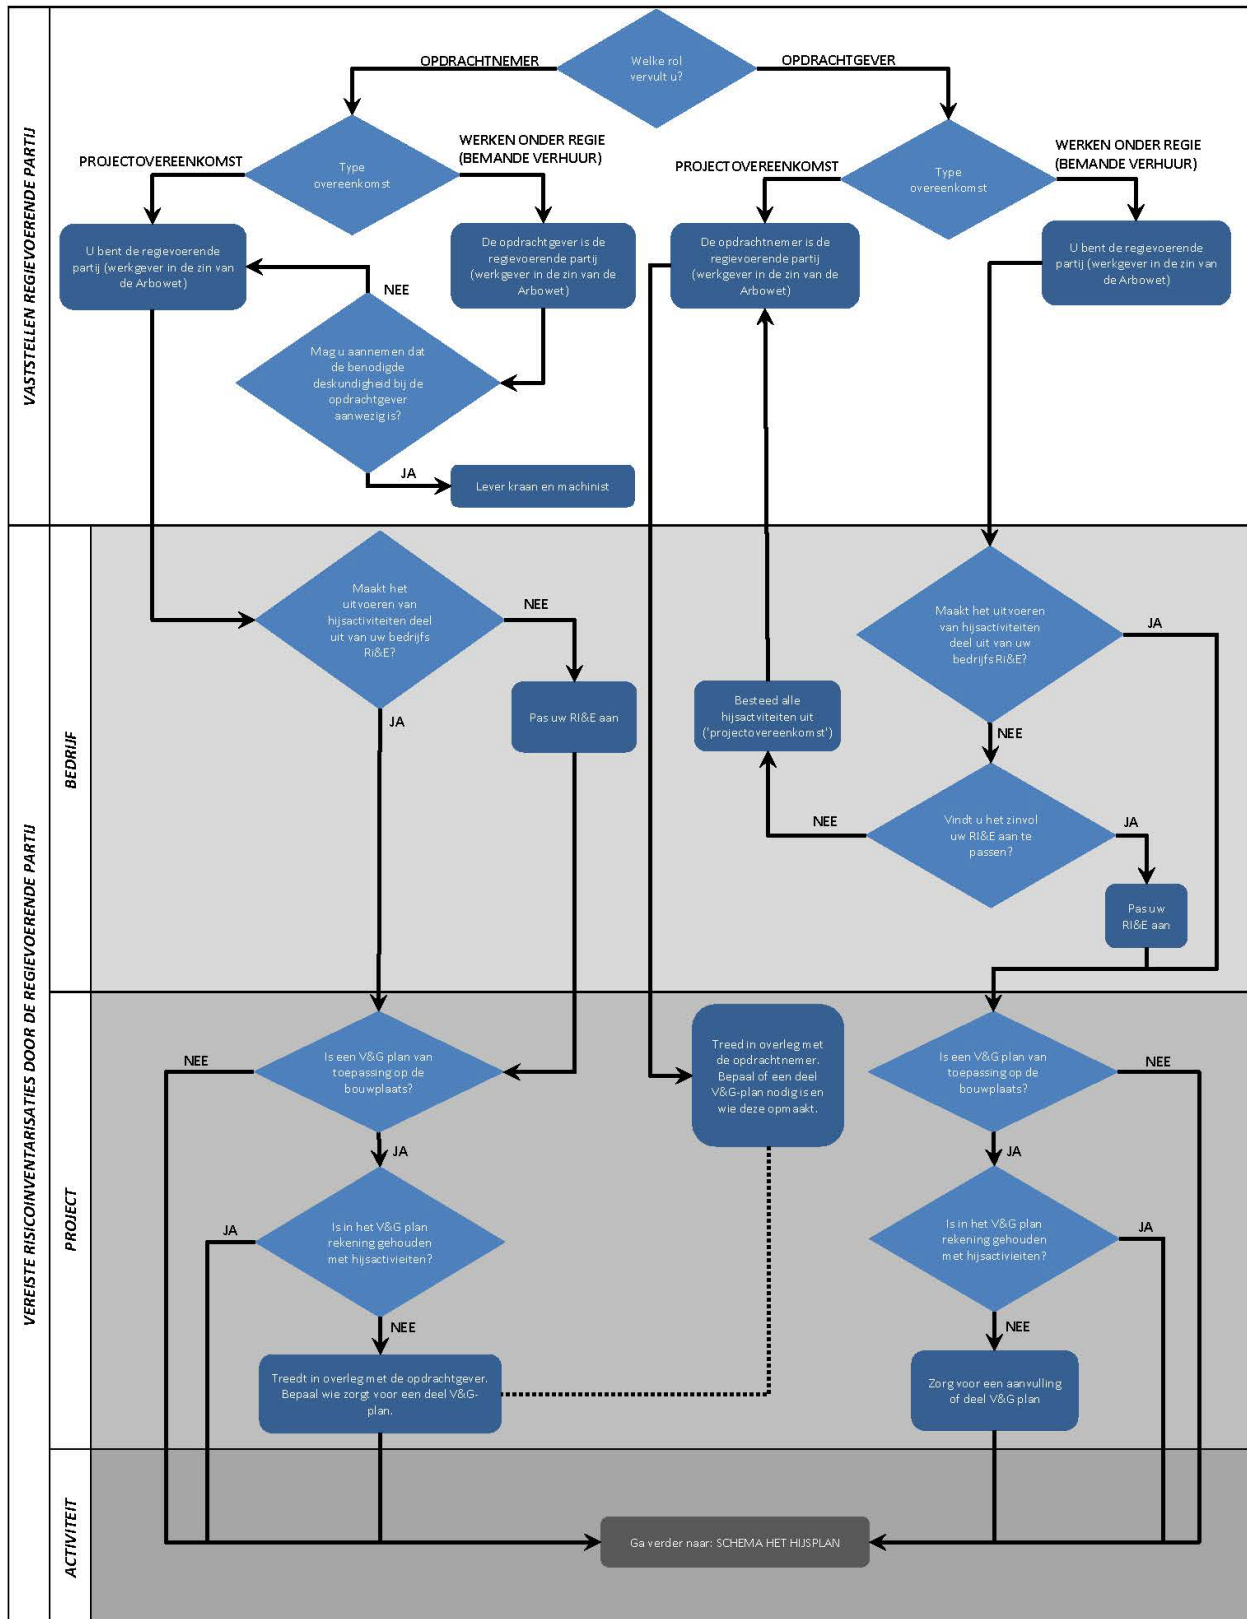 VASTSTELLEN REGIEVOERENDE PARTIJ
Welke rol
vervult u?
OPDRACHTNEMER
OPDRACHTGEVER
Type
overeenkomst
PROJECTOVEREENKOMST
WERKEN ONDER REGIE
(BEMANDE VERHUUR)
Type
overeenkomst
PROJECTOVEREENKOMST
WERKEN ONDER REGIE
(BEMANDE VERHUUR)
U bent de regievoerende
partij (werkgever in de zin van
de Arbowet)
De opdrachtgever is de
regievoerende partij
(werkgever in de zin van de
Arbowet)
De opdrachtnemer is de
regievoerende partij
(werkgever in de zin van de
Arbowet)
U bent de regievoerende
partij (werkgever in de zin van
de Arbowet)
NEE
Mag u aannemen dat
de benodigde
deskundigheid bij de
opdrachtgever
aanwezig is?
JA
Lever kraan en machinist
VEREISTE RISICOINVENTARISATIES DOOR DE REGIEVOERENDE PARTIJ
BEDRIJF
Maakt het
uitvoeren van
hijsactiviteiten deel
uit van uw bedrijfs
RI&E?
NEE
Pas uw RI&E aan
JA
Maakt het uitvoeren
van hijsactiviteiten
deel uit van uw
bedrijfs RI&E?
JA
NEE
Besteed alle
hijsactviteiten uit
('projectovereenkomst')
Vindt u het zinvol
uw RI&E aan te
passen?
NEE
JA
Pas uw
RI&E aan
PROJECT
Is een V&G plan van
toepassing op de
bouwplaats?
NEE
JA
Treed in overleg met
de opdrachtnemer.
Bepaal of een deel
V&G-plan nodig is en
wie deze opmaakt.
Is een V&G plan van
toepassing op de
bouwplaats?
NEE
JA
Is in het V&G plan
rekening gehouden
met hijsactivieiten?
JA
NEE
Is in het V&G plan
rekening gehouden
met hijsactivieiten?
JA
NEE
Treedt in overleg met de opdrachtgever.
Bepaal wie zorgt voor een deel V&G-
plan.
Zorg voor een aanvulling
of deel V&G plan
ACTIVITEIT
Ga verder naar: SCHEMA HET HIJSPLAN